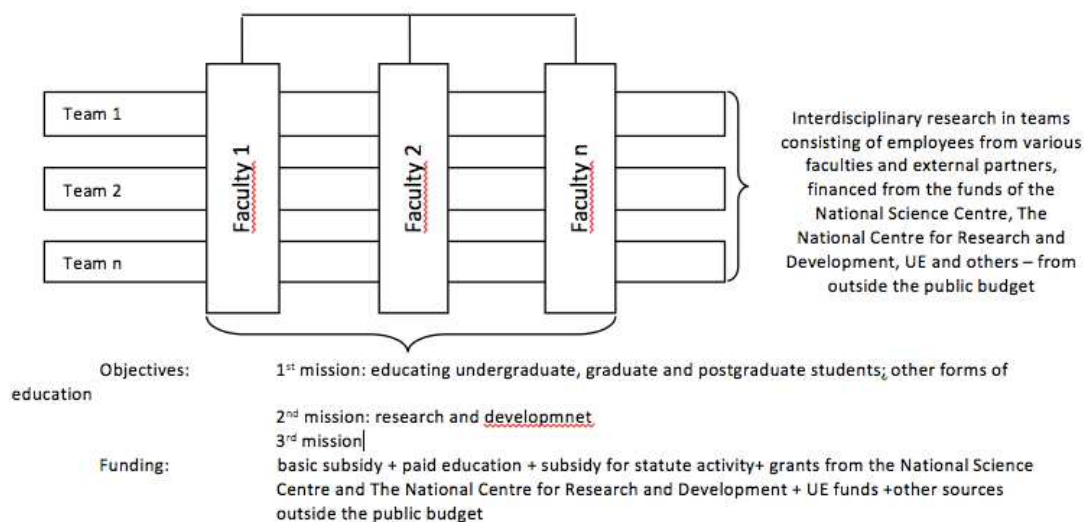 Team 1
Team 2
Team n
Faculty 1
Faculty 2
Faculty n
Interdisciplinary research in teams
consisting of employees from various
faculties and external partners,
financed from the funds of the
National Science Centre, The
National Centre for Research and
Development, UE and others – from
outside the public budget
Objectives: 1st mission: educating undergraduate, graduate and postgraduate students; other forms of
education
2nd mission: research and developmnet
3rd mission
Funding: basic subsidy + paid education + subsidy for statute activity+ grants from the National Science
Centre and The National Centre for Research and Development + UE funds +other sources
outside the public budget